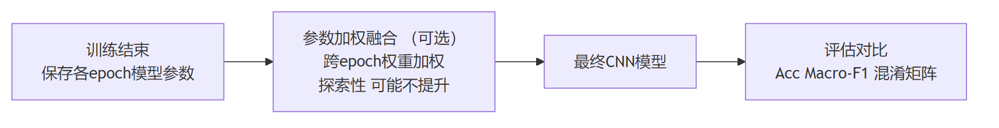 训练结束
保存各epoch模型参数
参数加权融合 （可选）
跨epoch权重加权
探索性 可能不提升
最终CNN模型
评估对比
Acc Macro-F1 混淆矩阵